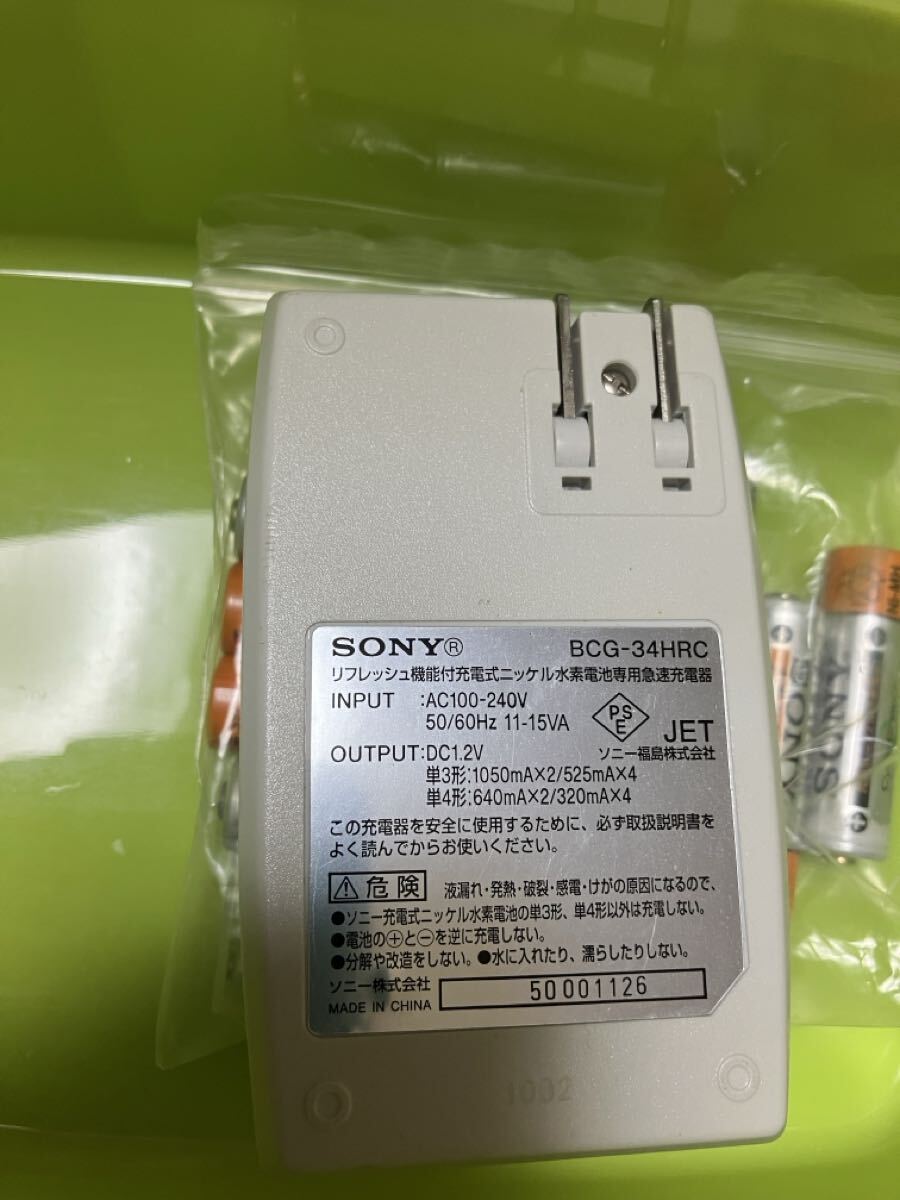 SONY® BCG-34HRC
リフレッシュ機能付充電式ニッケル水素電池専用急速充電器
INPUT :AC100-240V
50/60Hz 11-15VA
PSE JET
OUTPUT:DC1.2V ソニー福島株式会社
単3形:1050mA×2/525mA×4
単4形:640mA×2/320mA×4
この充電器を安全に使用するために、必ず取扱説明書を
よく読んでからお使いください。
⚠危険 液漏れ・発熱・破裂・感電・けがの原因になるので、
●ソニー充電式ニッケル水素電池の単3形、単4形以外は充電しない。
●電池の⊕と⊖を逆に充電しない。
●分解や改造をしない。●水に入れたり、濡らしたりしない。
ソニー株式会社 50001126
MADE IN CHINA
1002
SONY
SONY
Ni-MH